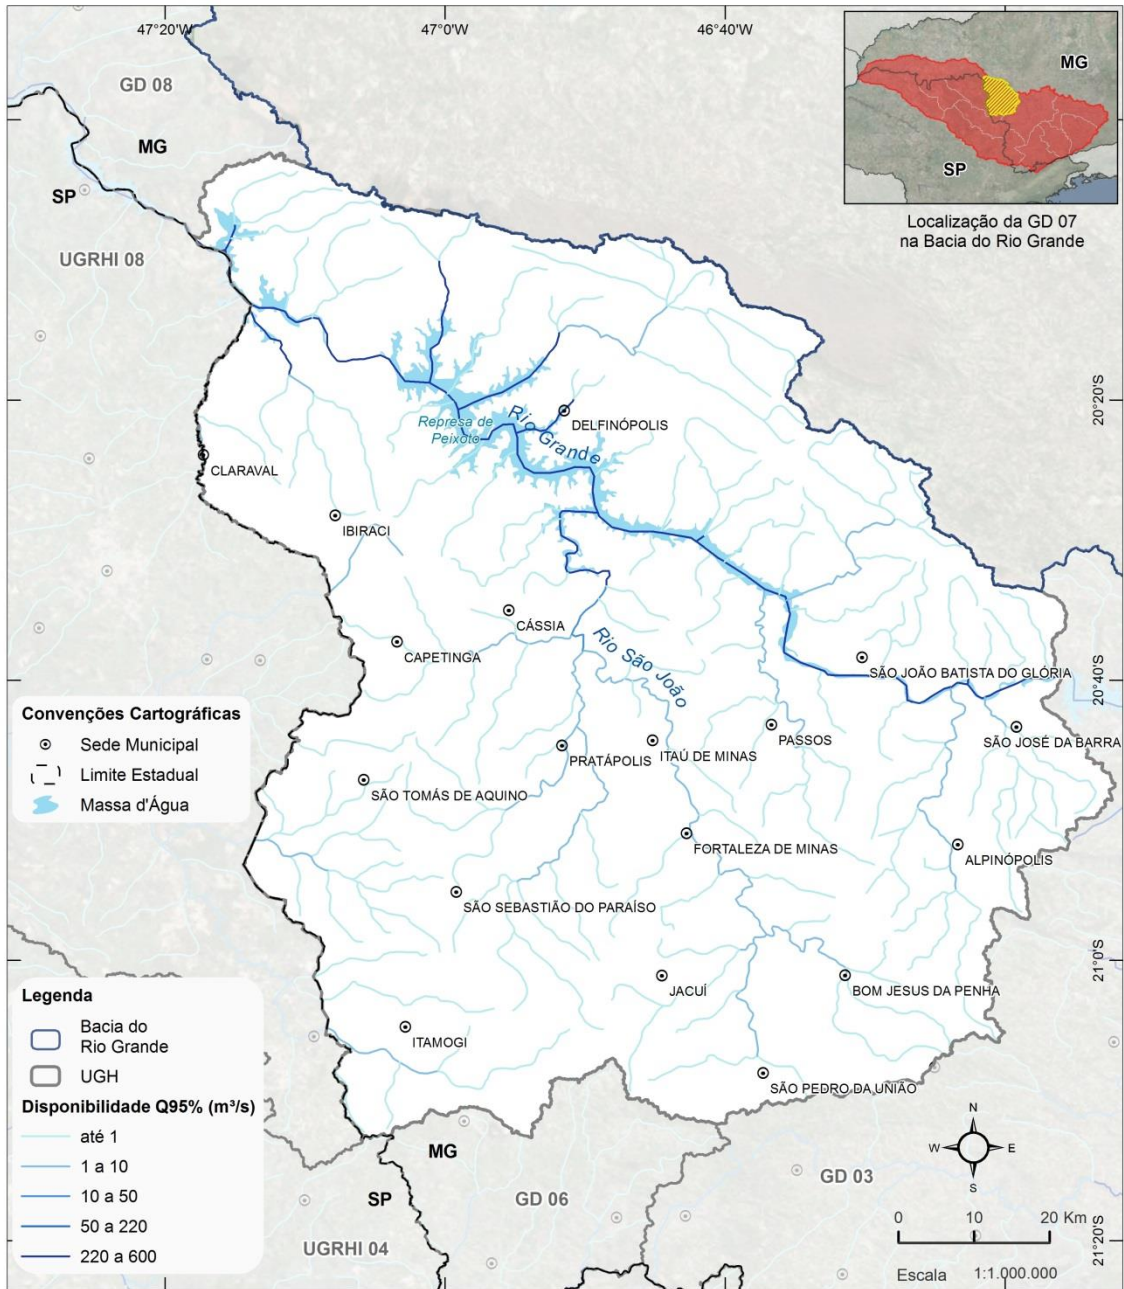 47°20'W
47°0'W
46°40'W
GD 08
MG
SP
UGRHI 08
MG
SP
Localização da GD 07
na Bacia do Rio Grande
20°20'S
Represa de
Peixoto
Rio Grande
DELFINÓPOLIS
CLARAVAL
IBIRACI
CÁSSIA
CAPETINGA
Rio São João
SÃO JOÃO BATISTA DO GLÓRIA
20°40'S
Convenções Cartográficas
Sede Municipal
Limite Estadual
Massa d'Água
PASSOS
SÃO JOSÉ DA BARRA
PRATÁPOLIS
ITAÚ DE MINAS
SÃO TOMÁS DE AQUINO
FORTALEZA DE MINAS
ALPINÓPOLIS
SÃO SEBASTIÃO DO PARAÍSO
21°0'S
JACUÍ
BOM JESUS DA PENHA
ITAMOGI
SÃO PEDRO DA UNIÃO
Legenda
Bacia do
Rio Grande
UGH
Disponibilidade Q95% (m³/s)
até 1
1 a 10
10 a 50
50 a 220
220 a 600
MG
SP
GD 06
GD 03
UGRHI 04
N
W
E
S
0 10 20 Km
Escala 1:1.000.000
21°20'S